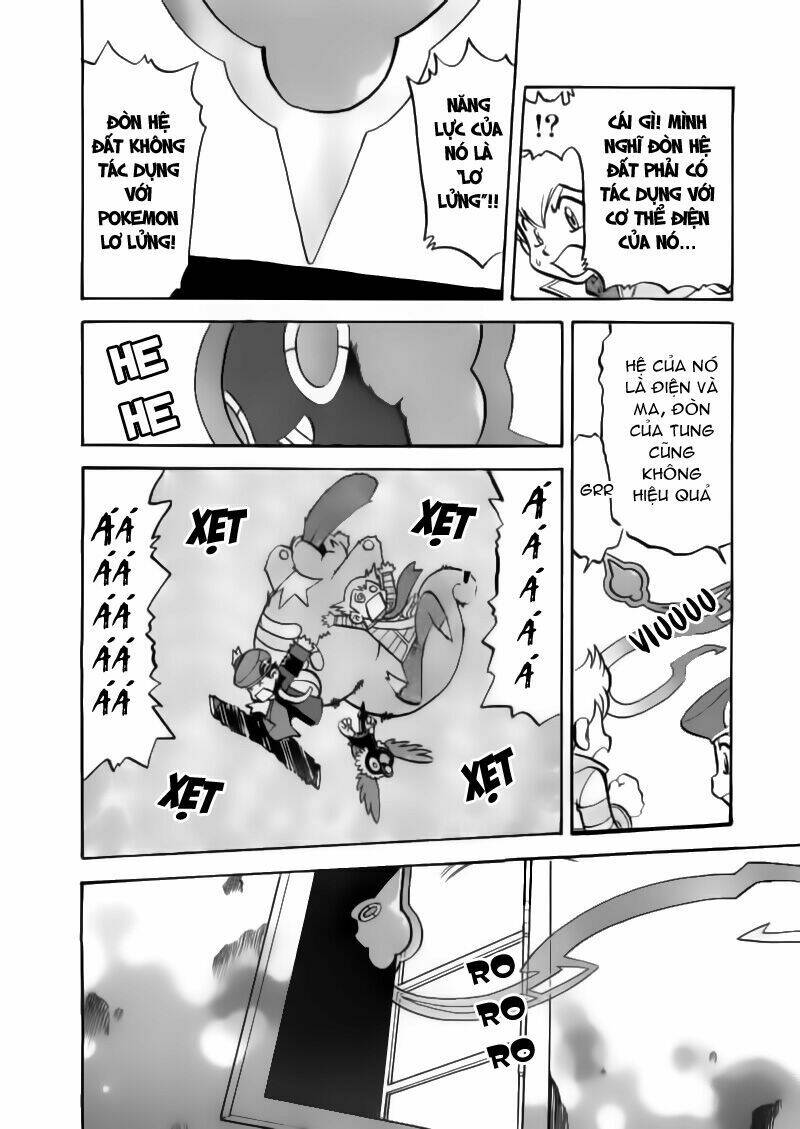 CÁI GÌ! MÌNH
NGHĨ ĐÒN HỆ
ĐẤT PHẢI CÓ
TÁC DỤNG VỚI
CƠ THỂ ĐIỆN
CỦA NÓ...
!?
NĂNG
LỰC CỦA
NÓ LÀ
"LƠ
LỬNG"!!
ĐÒN HỆ
ĐẤT KHÔNG
TÁC DỤNG
VỚI
POKEMON
LƠ LỬNG!
HỆ CỦA NÓ
LÀ ĐIỆN VÀ
MA, ĐÒN
CỦA TUNG
CŨNG
KHÔNG
HIỆU QUẢ
GRR
VIUUUU
HE
HE
Á
Á
Á
Á
Á
XẸT
XẸT
XẸT
XẸT
ÁÁ
ÁÁ
ÁÁ
ÁÁ
ÁÁ
RO
RO
RO